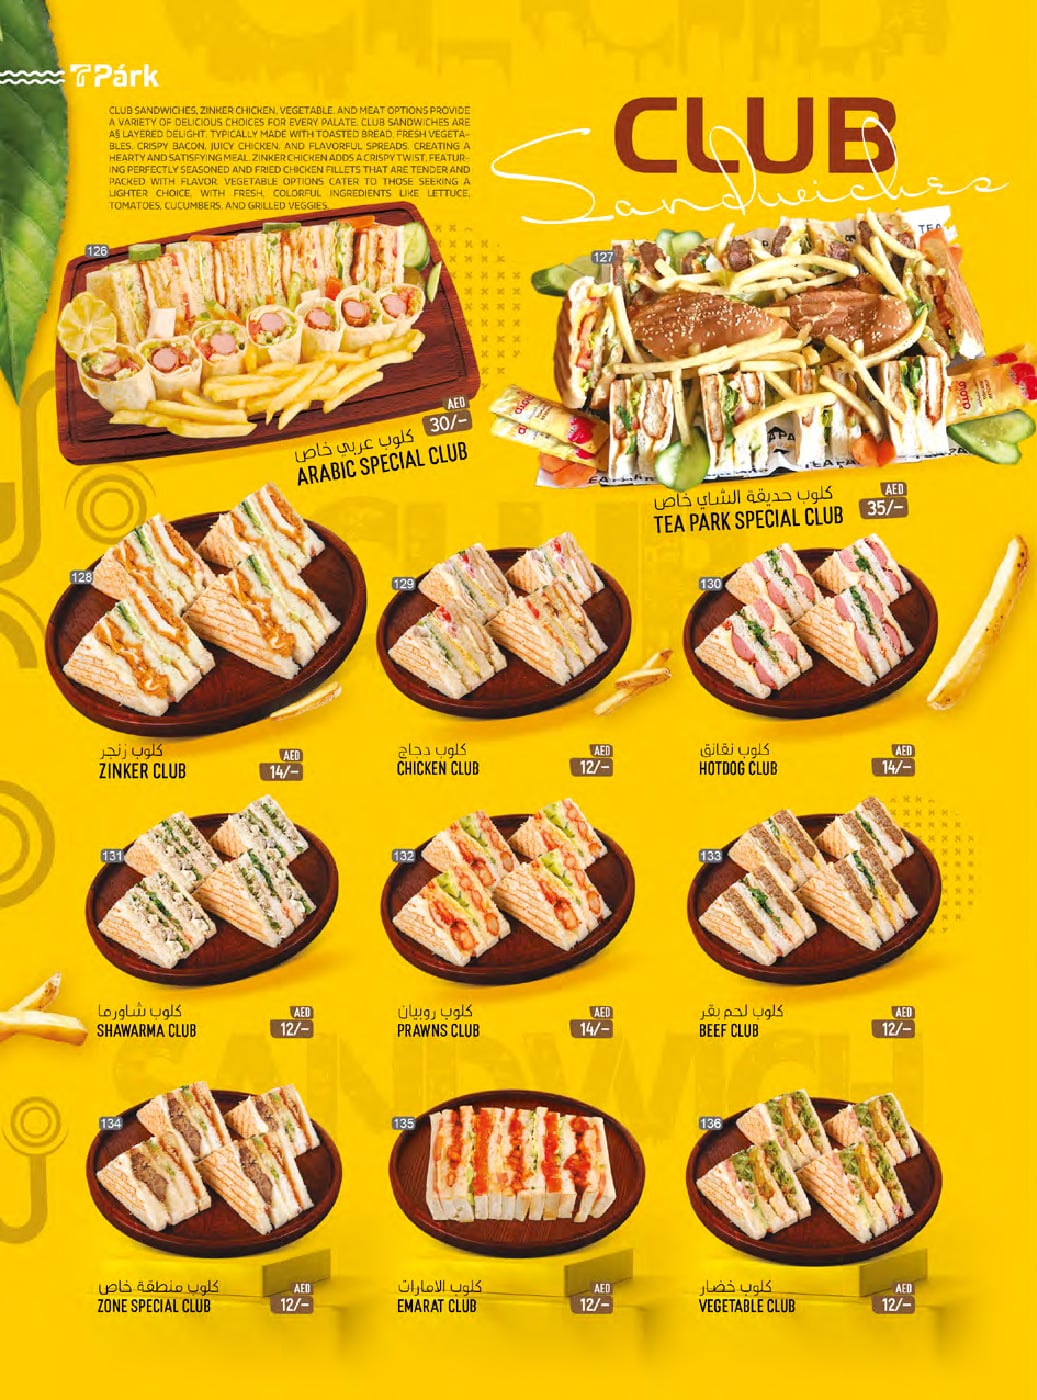 TPárk
CLUB SANDWICHES, ZINKER CHICKEN, VEGETABLE, AND MEAT OPTIONS PROVIDE
A VARIETY OF DELICIOUS CHOICES FOR EVERY PALATE. CLUB SANDWICHES ARE
A§ LAYERED DELIGHT, TYPICALLY MADE WITH TOASTED BREAD, FRESH VEGETA-
BLES, CRISPY BACON, JUICY CHICKEN, AND FLAVORFUL SPREADS, CREATING A
HEARTY AND SATISFYING MEAL. ZINKER CHICKEN ADDS A CRISPY TWIST, FEATUR-
ING PERFECTLY SEASONED AND FRIED CHICKEN FILLETS THAT ARE TENDER AND
PACKED WITH FLAVOR. VEGETABLE OPTIONS CATER TO THOSE SEEKING A
LIGHTER CHOICE, WITH FRESH, COLORFUL INGREDIENTS LIKE LETTUCE,
TOMATOES, CUCUMBERS, AND GRILLED VEGGIES.
CLUB
Sandwiches
126
كلوب عربي خاص
ARABIC SPECIAL CLUB
AED
30/-
127
كلوب حديقة الشاي خاص
TEA PARK SPECIAL CLUB
AED
35/-
128
كلوب زنجر
ZINKER CLUB
AED
14/-
129
كلوب دجاج
CHICKEN CLUB
AED
12/-
130
كلوب نقانق
HOTDOG CLUB
AED
14/-
131
كلوب شاورما
SHAWARMA CLUB
AED
12/-
132
كلوب روبيان
PRAWNS CLUB
AED
14/-
133
كلوب لحم بقر
BEEF CLUB
AED
12/-
SANDWICH
134
كلوب منطقة خاص
ZONE SPECIAL CLUB
AED
12/-
135
كلوب الامارات
EMARAT CLUB
AED
12/-
136
كلوب خضار
VEGETABLE CLUB
AED
12/-